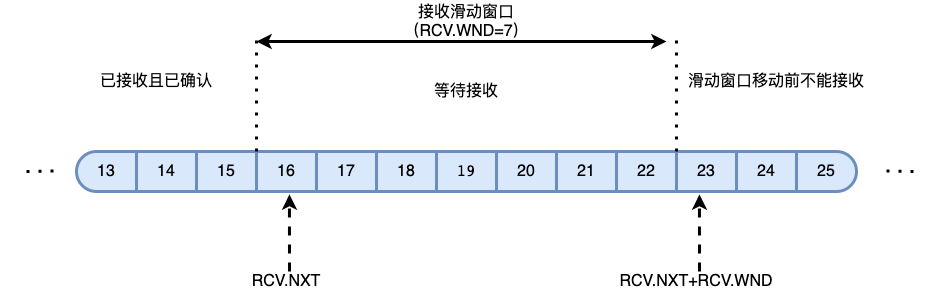 接收滑动窗口
（RCV.WND=7）
已接收且已确认
等待接收
滑动窗口移动前不能接收
··· 13 14 15 16 17 18 19 20 21 22 23 24 25 ···
RCV.NXT
RCV.NXT+RCV.WND